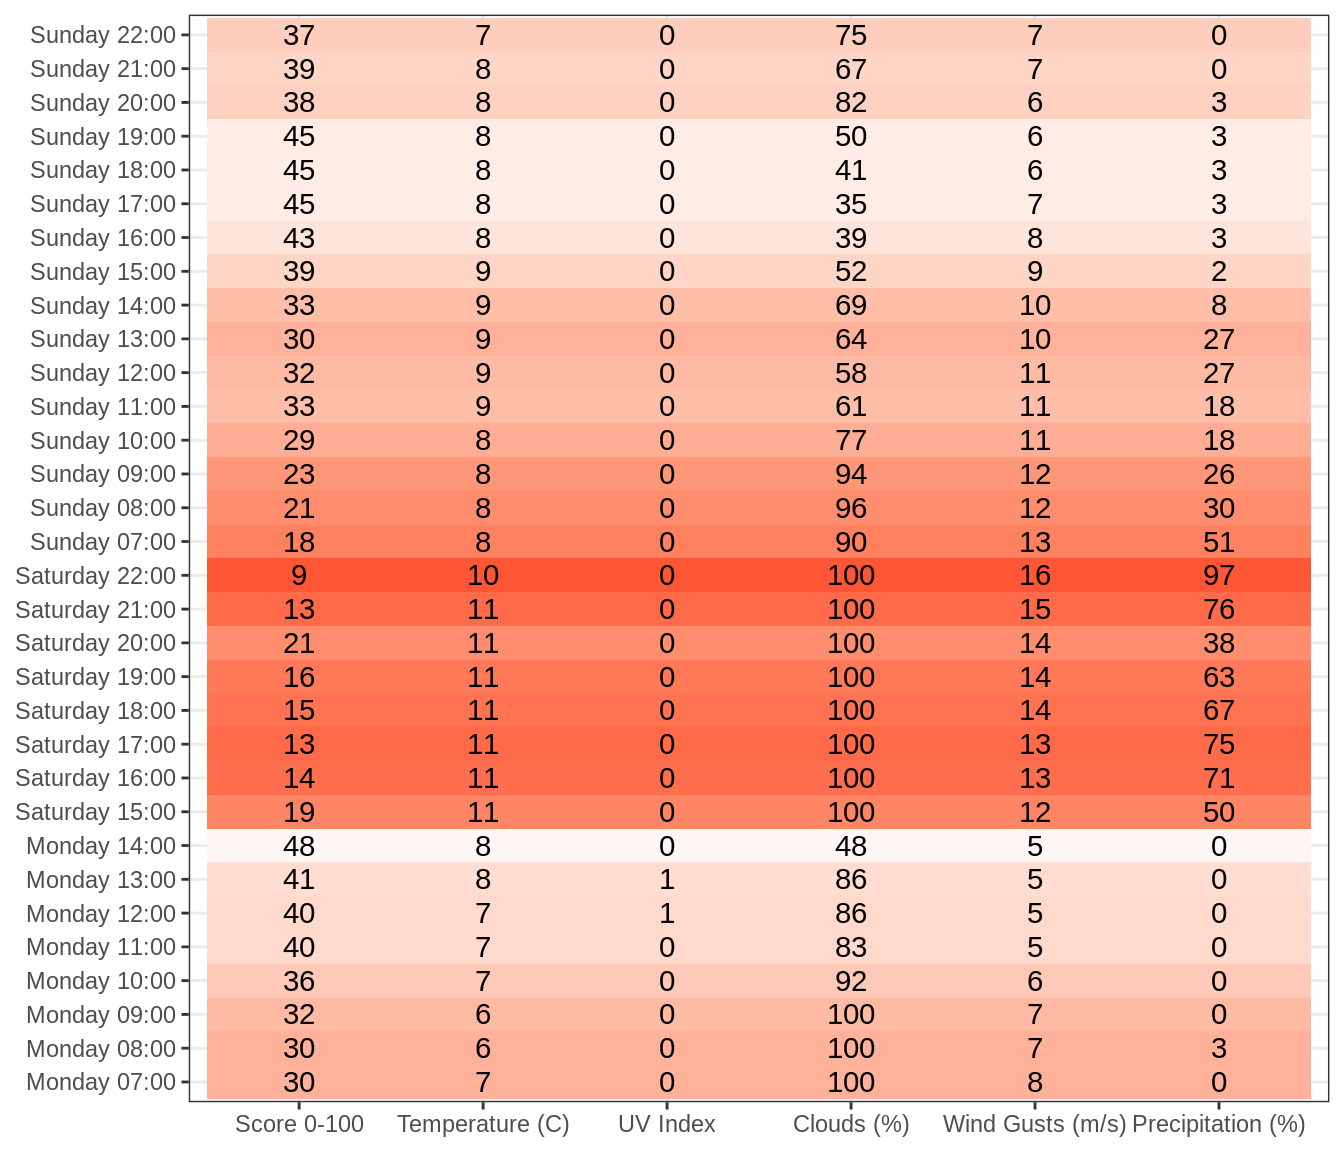 Sunday 22:00 37 7 0 75 7 0
Sunday 21:00 39 8 0 67 7 0
Sunday 20:00 38 8 0 82 6 3
Sunday 19:00 45 8 0 50 6 3
Sunday 18:00 45 8 0 41 6 3
Sunday 17:00 45 8 0 35 7 3
Sunday 16:00 43 8 0 39 8 3
Sunday 15:00 39 9 0 52 9 2
Sunday 14:00 33 9 0 69 10 8
Sunday 13:00 30 9 0 64 10 27
Sunday 12:00 32 9 0 58 11 27
Sunday 11:00 33 9 0 61 11 18
Sunday 10:00 29 8 0 77 11 18
Sunday 09:00 23 8 0 94 12 26
Sunday 08:00 21 8 0 96 12 30
Sunday 07:00 18 8 0 90 13 51
Saturday 22:00 9 10 0 100 16 97
Saturday 21:00 13 11 0 100 15 76
Saturday 20:00 21 11 0 100 14 38
Saturday 19:00 16 11 0 100 14 63
Saturday 18:00 15 11 0 100 14 67
Saturday 17:00 13 11 0 100 13 75
Saturday 16:00 14 11 0 100 13 71
Saturday 15:00 19 11 0 100 12 50
Monday 14:00 48 8 0 48 5 0
Monday 13:00 41 8 1 86 5 0
Monday 12:00 40 7 1 86 5 0
Monday 11:00 40 7 0 83 5 0
Monday 10:00 36 7 0 92 6 0
Monday 09:00 32 6 0 100 7 0
Monday 08:00 30 6 0 100 7 3
Monday 07:00 30 7 0 100 8 0
Score 0-100 Temperature (C) UV Index Clouds (%) Wind Gusts (m/s) Precipitation (%)